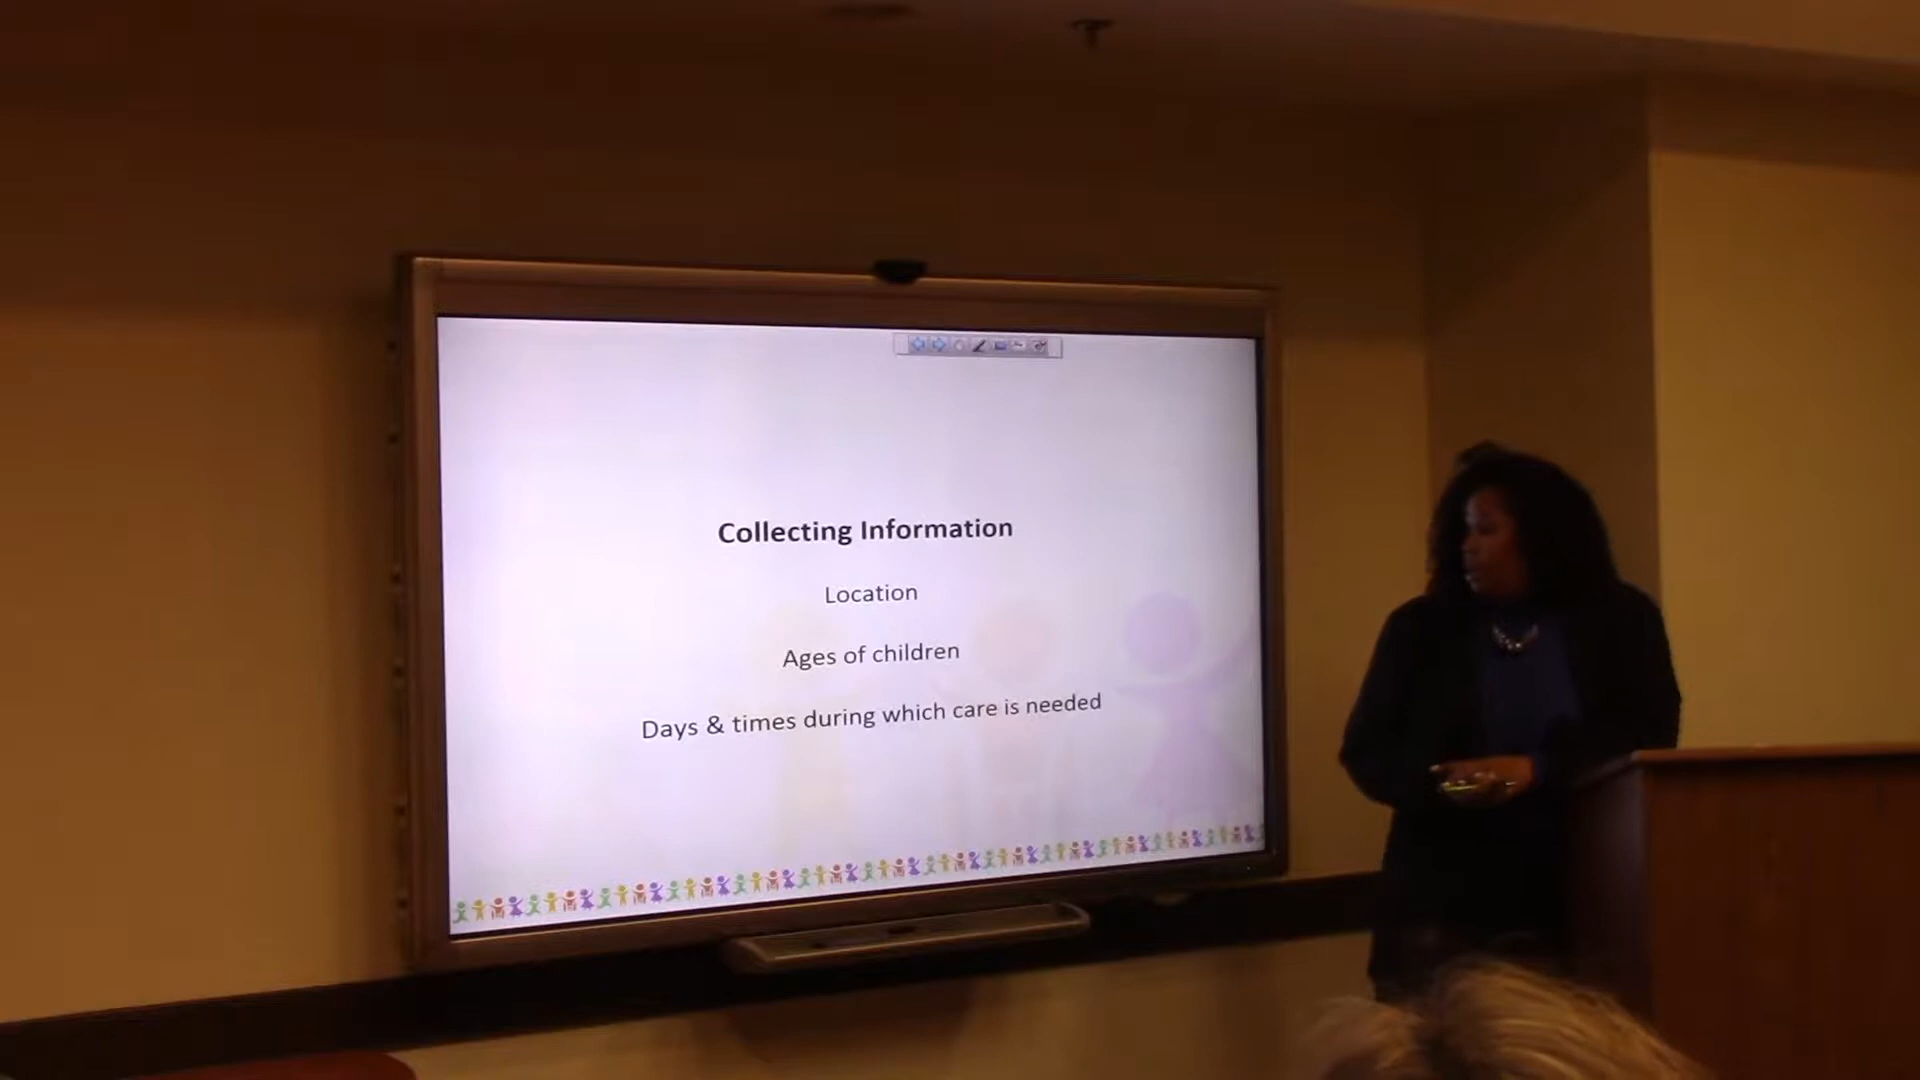 Collecting Information
Location
Ages of children
Days & times during which care is needed